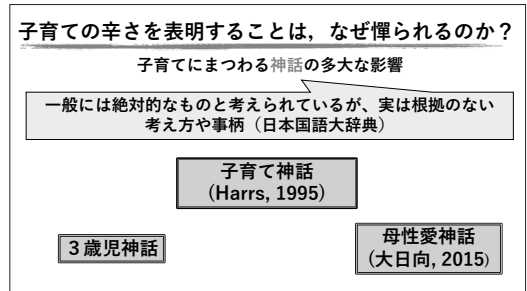 子育ての辛さを表明することは，なぜ憚られるのか？
子育てにまつわる神話の多大な影響
一般には絶対的なものと考えられているが、実は根拠のない
考え方や事柄（日本国語大辞典）
子育て神話
(Harrs, 1995)
３歳児神話
母性愛神話
(大日向, 2015)